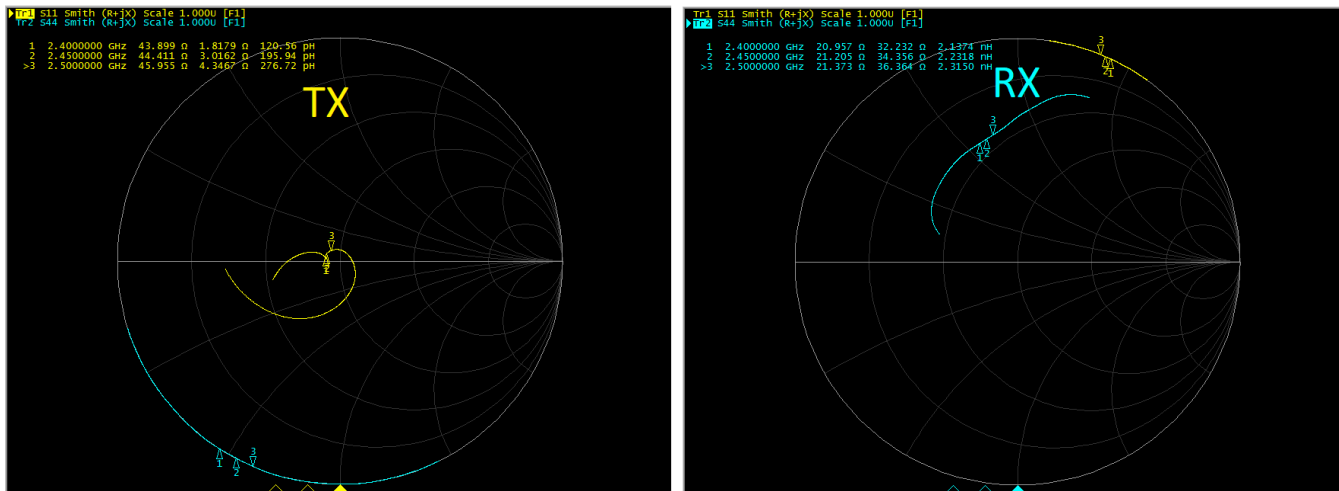 Tr1 S11 Smith (R+jX) Scale 1.000U [F1]
Tr2 S44 Smith (R+jX) Scale 1.000U [F1]
1 2.4000000 GHz 43.899 Ω 1.8179 Ω 120.56 pH
2 2.4500000 GHz 44.411 Ω 3.0162 Ω 195.94 pH
>3 2.5000000 GHz 45.955 Ω 4.3467 Ω 276.72 pH
TX
3
1
2
3
Tr1 S11 Smith (R+jX) Scale 1.000U [F1]
Tr2 S44 Smith (R+jX) Scale 1.000U [F1]
1 2.4000000 GHz 20.957 Ω 32.232 Ω 2.1374 nH
2 2.4500000 GHz 21.205 Ω 34.356 Ω 2.2318 nH
>3 2.5000000 GHz 21.373 Ω 36.364 Ω 2.3150 nH
RX
3
2
1
3
1
2